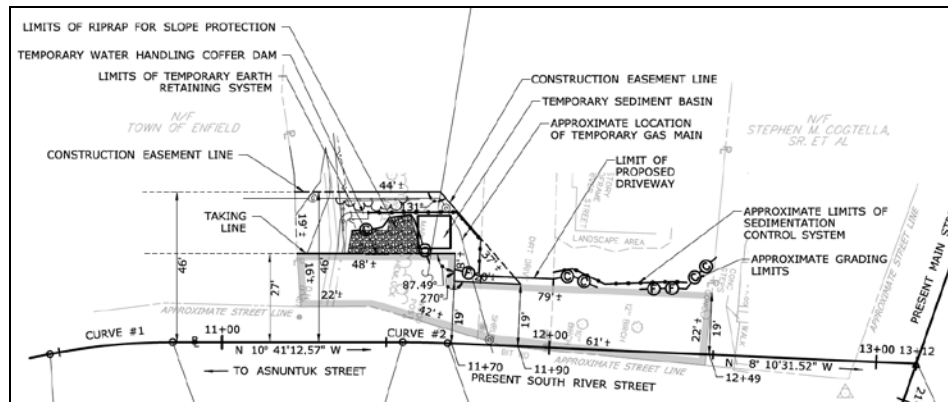 LIMITS OF RIPRAP FOR SLOPE PROTECTION
TEMPORARY WATER HANDLING COFFER DAM
LIMITS OF TEMPORARY EARTH
RETAINING SYSTEM
CONSTRUCTION EASEMENT LINE
TEMPORARY SEDIMENT BASIN
APPROXIMATE LOCATION
OF TEMPORARY GAS MAIN
N/F
TOWN OF ENFIELD
N/F
STEPHEN M. COGTELLA,
SR. ET AL
CONSTRUCTION EASEMENT LINE
LIMIT OF
PROPOSED
DRIVEWAY
44'±
31'
TAKING
LINE
19'±
APPROXIMATE LIMITS OF
SEDIMENTATION
CONTROL SYSTEM
LANDSCAPE AREA
APPROXIMATE GRADING
LIMITS
46'
46'
48'±
37'±
27'
16'±
22'±
87.49'
270°
42'±
79'±
19'
19'
22'±
19'
12" BIRCH
APPROXIMATE STREET LINE
APPROXIMATE STREET LINE
APPROXIMATE STREET LINE
PRESENT MAIN
CURVE #1
11+00
CURVE #2
12+00
61'±
13+00
13+12
N 10° 41'12.57" W
N 8° 10'31.52" W
TO ASNUNTUK STREET
11+70
PRESENT SOUTH RIVER STREET
11+90
12+49